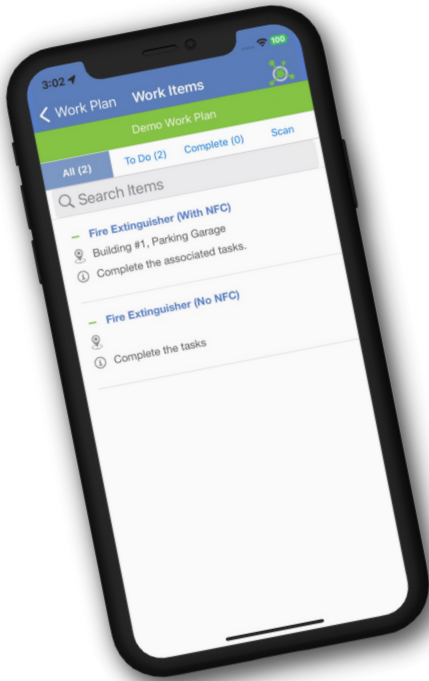 3:02
100
Work Plan Work Items
Demo Work Plan
All (2) To Do (2) Complete (0) Scan
Search Items
Fire Extinguisher (With NFC)
Building #1, Parking Garage
Complete the associated tasks.
Fire Extinguisher (No NFC)
Complete the tasks